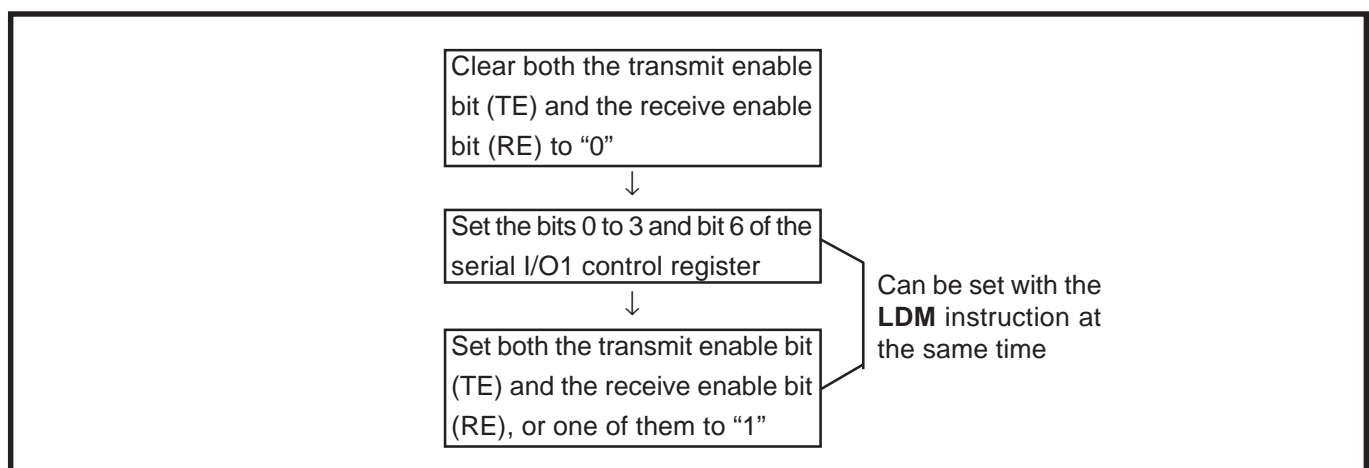 Clear both the transmit enable
bit (TE) and the receive enable
bit (RE) to “0”
↓
Set the bits 0 to 3 and bit 6 of the
serial I/O1 control register
↓
Set both the transmit enable bit
(TE) and the receive enable bit
(RE), or one of them to “1”
Can be set with the
LDM instruction at
the same time